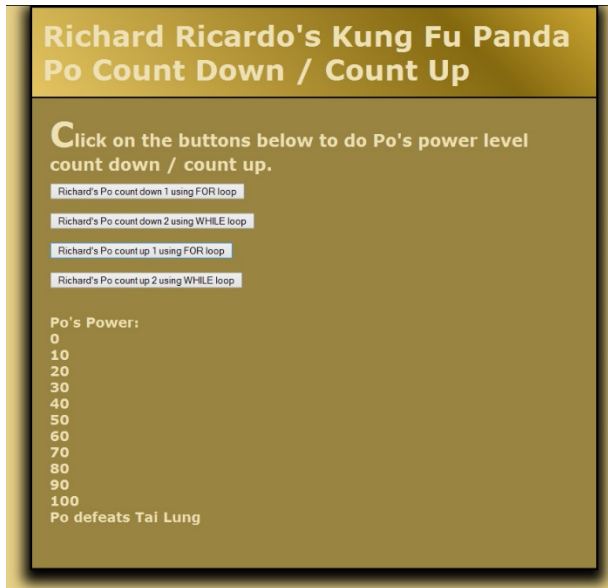 Richard Ricardo's Kung Fu Panda
Po Count Down / Count Up
Click on the buttons below to do Po's power level
count down / count up.
Richard's Po count down 1 using FOR loop
Richard's Po count down 2 using WHILE loop
Richard's Po count up 1 using FOR loop
Richard's Po count up 2 using WHILE loop
Po's Power:
0
10
20
30
40
50
60
70
80
90
100
Po defeats Tai Lung